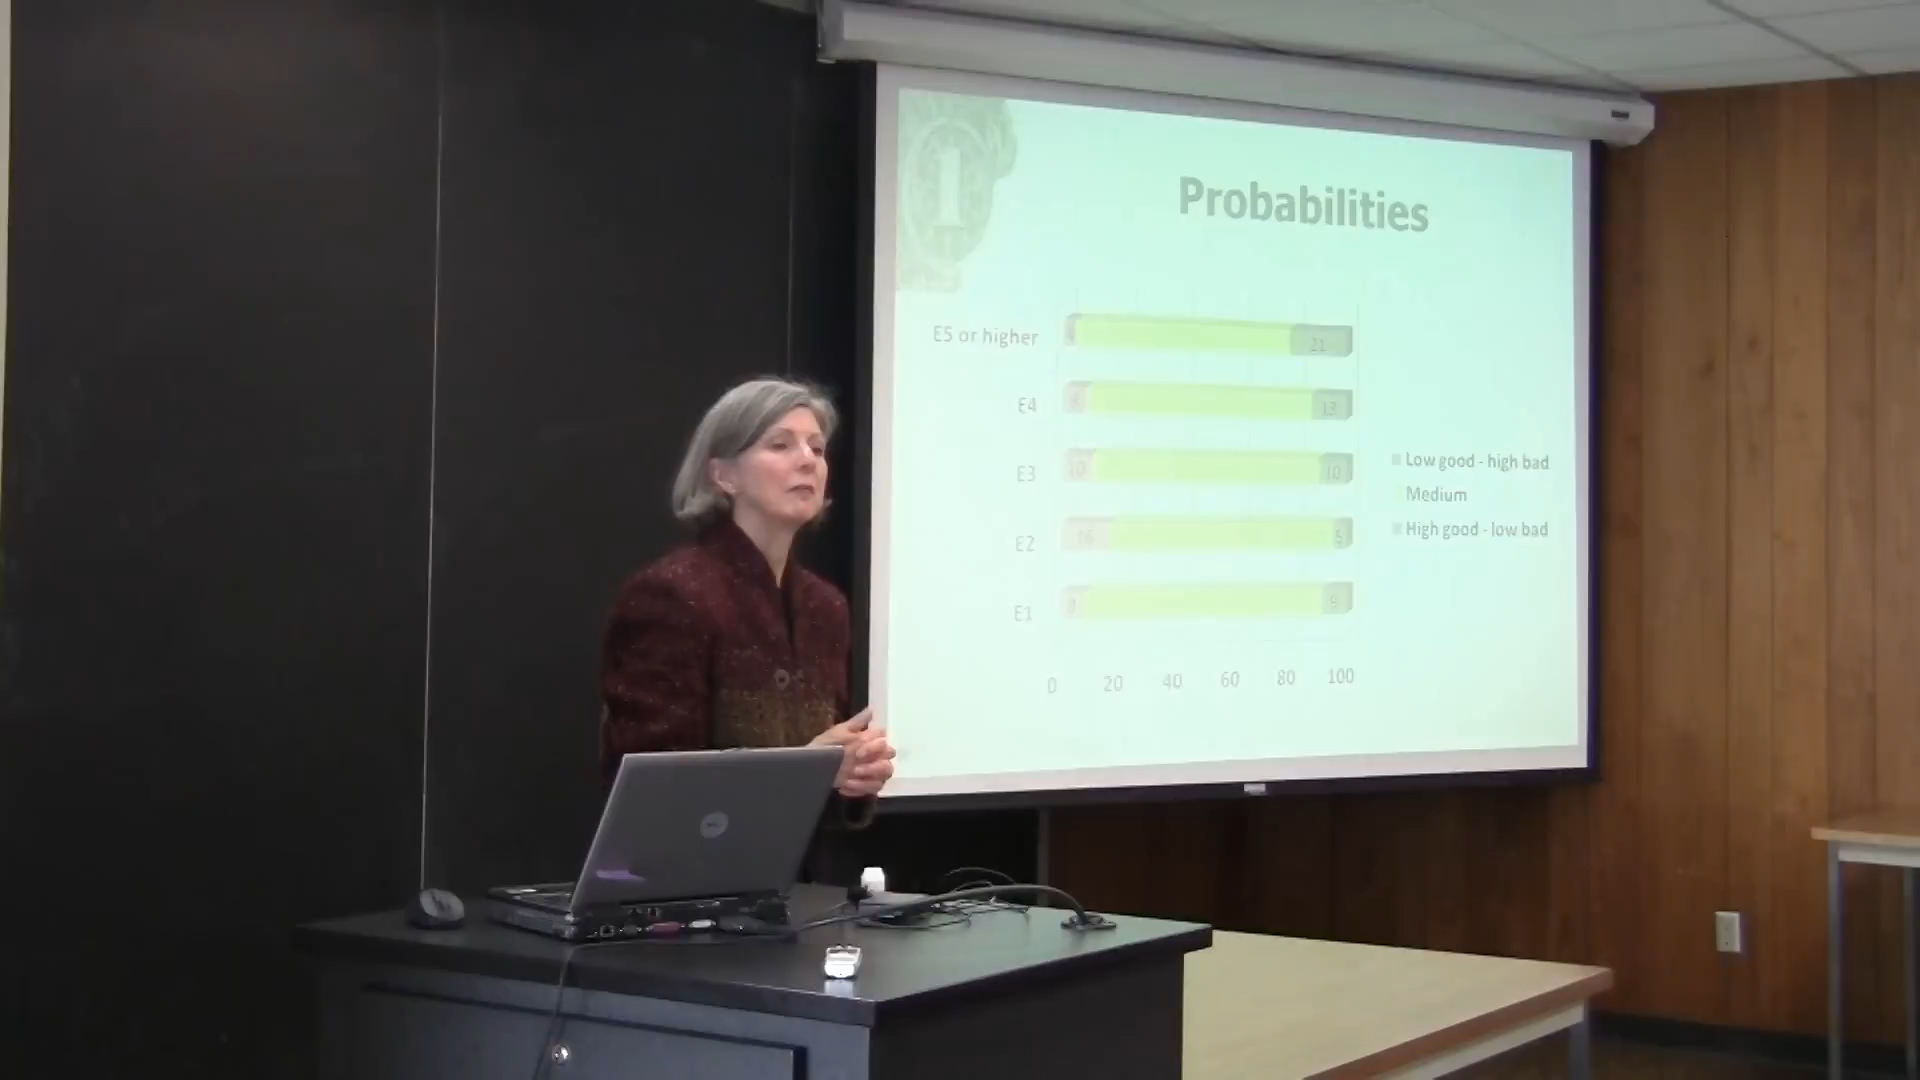 Probabilities
E5 or higher
21
E4
13
E3
10
10
Low good - high bad
Medium
E2
16
5
High good - low bad
E1
9
0 20 40 60 80 100